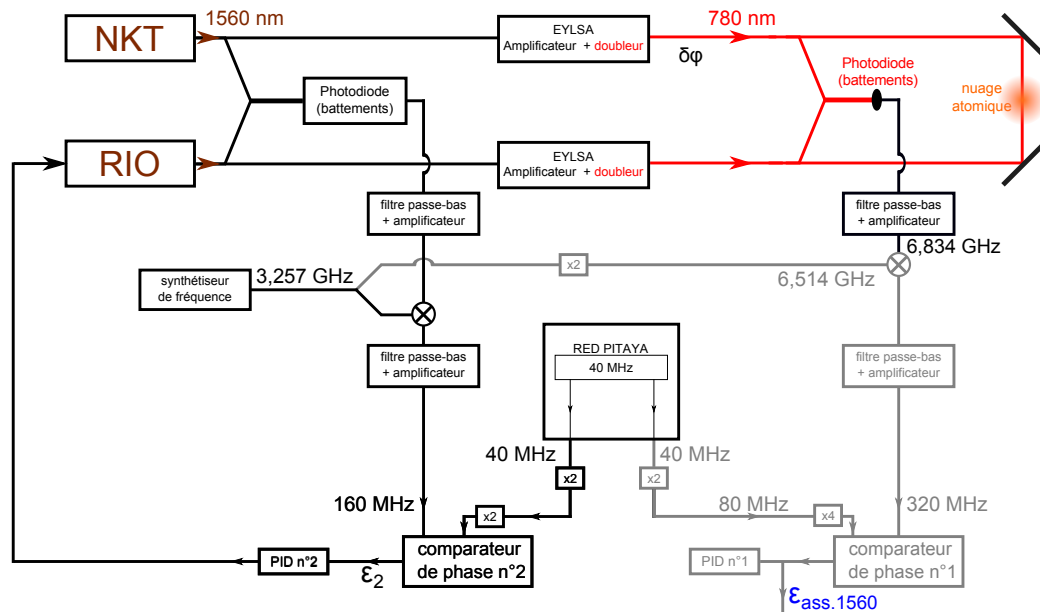 NKT
1560 nm
EYLSA
Amplificateur + doubleur
780 nm
δφ
Photodiode
(battements)
Photodiode
(battements)
nuage
atomique
RIO
EYLSA
Amplificateur + doubleur
filtre passe-bas
+ amplificateur
filtre passe-bas
+ amplificateur
6,834 GHz
synthétiseur
de fréquence
3,257 GHz
x2
6,514 GHz
filtre passe-bas
+ amplificateur
RED PITAYA
40 MHz
filtre passe-bas
+ amplificateur
40 MHz
40 MHz
x2
x2
160 MHz
x2
80 MHz
x4
320 MHz
PID n°2
ε2
comparateur
de phase n°2
PID n°1
comparateur
de phase n°1
εass.1560